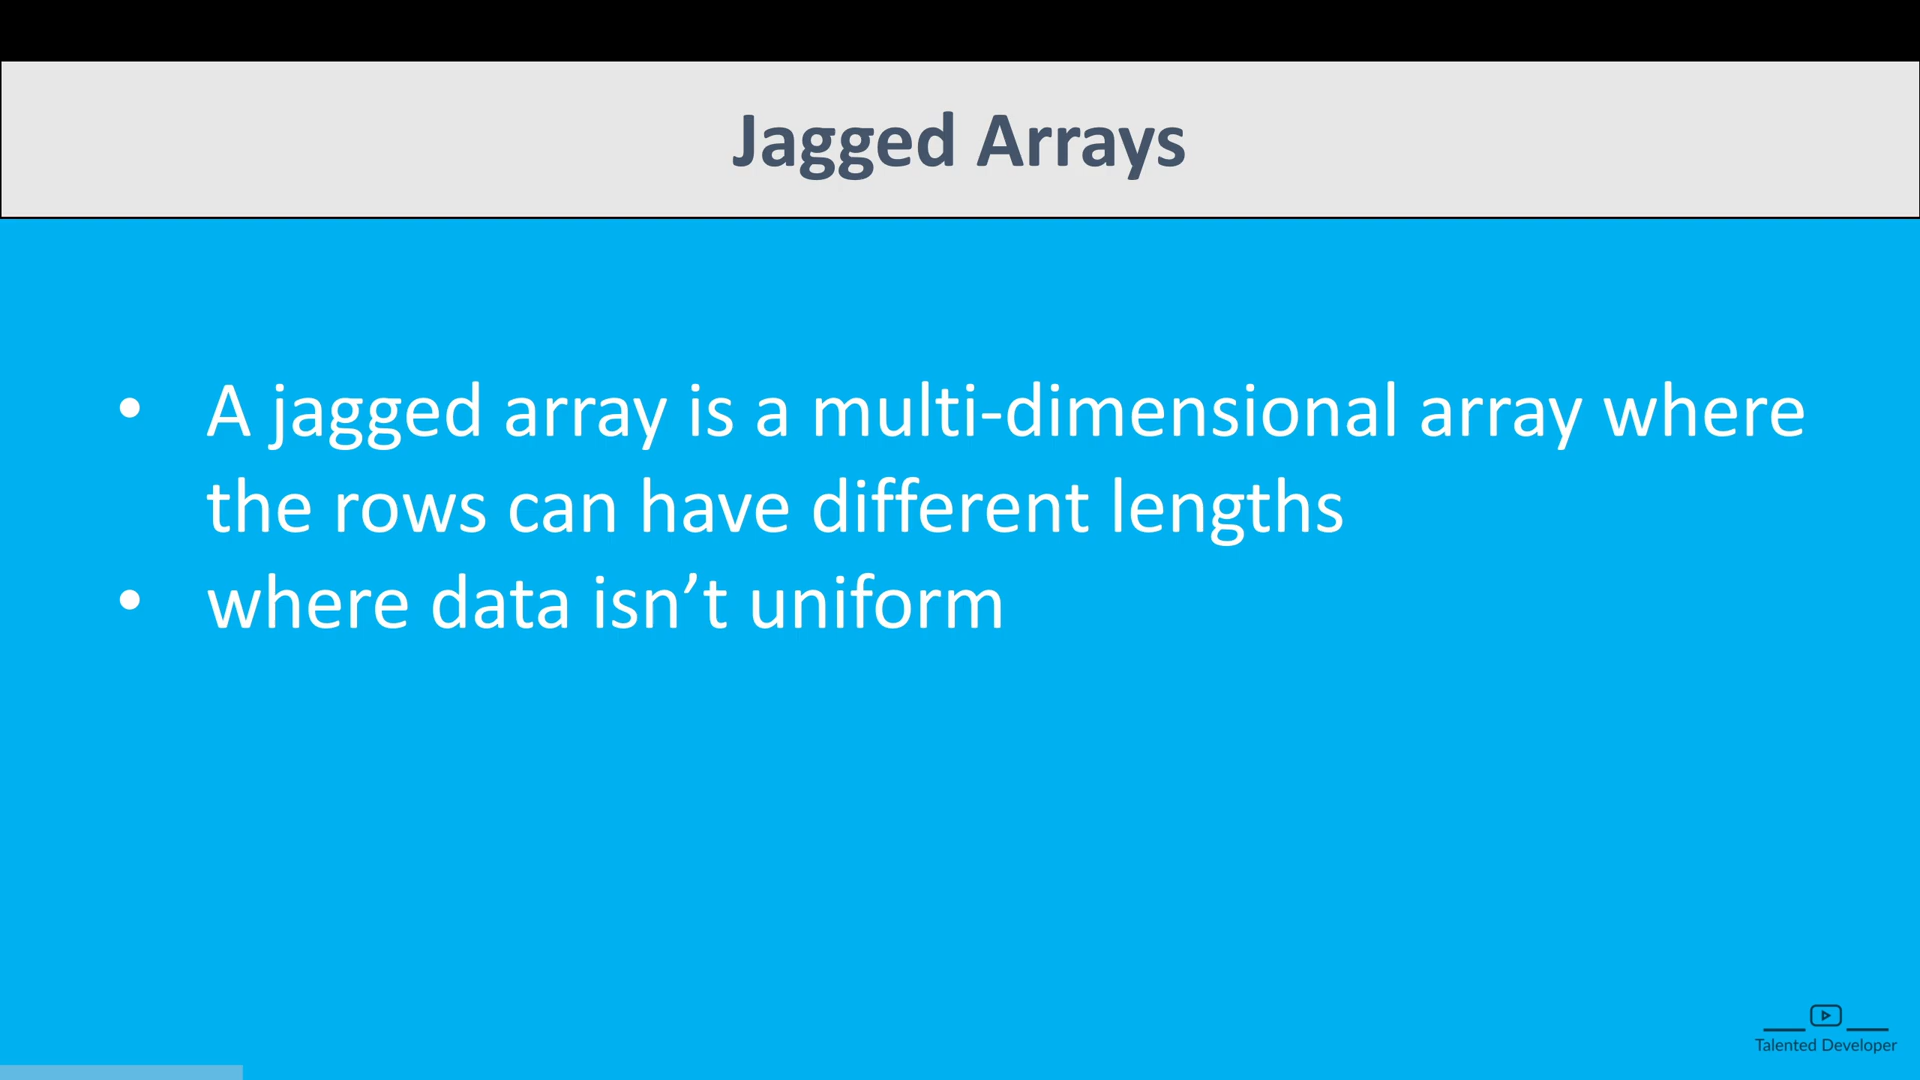 Jagged Arrays
• A jagged array is a multi-dimensional array where
the rows can have different lengths
• where data isn’t uniform
Talented Developer